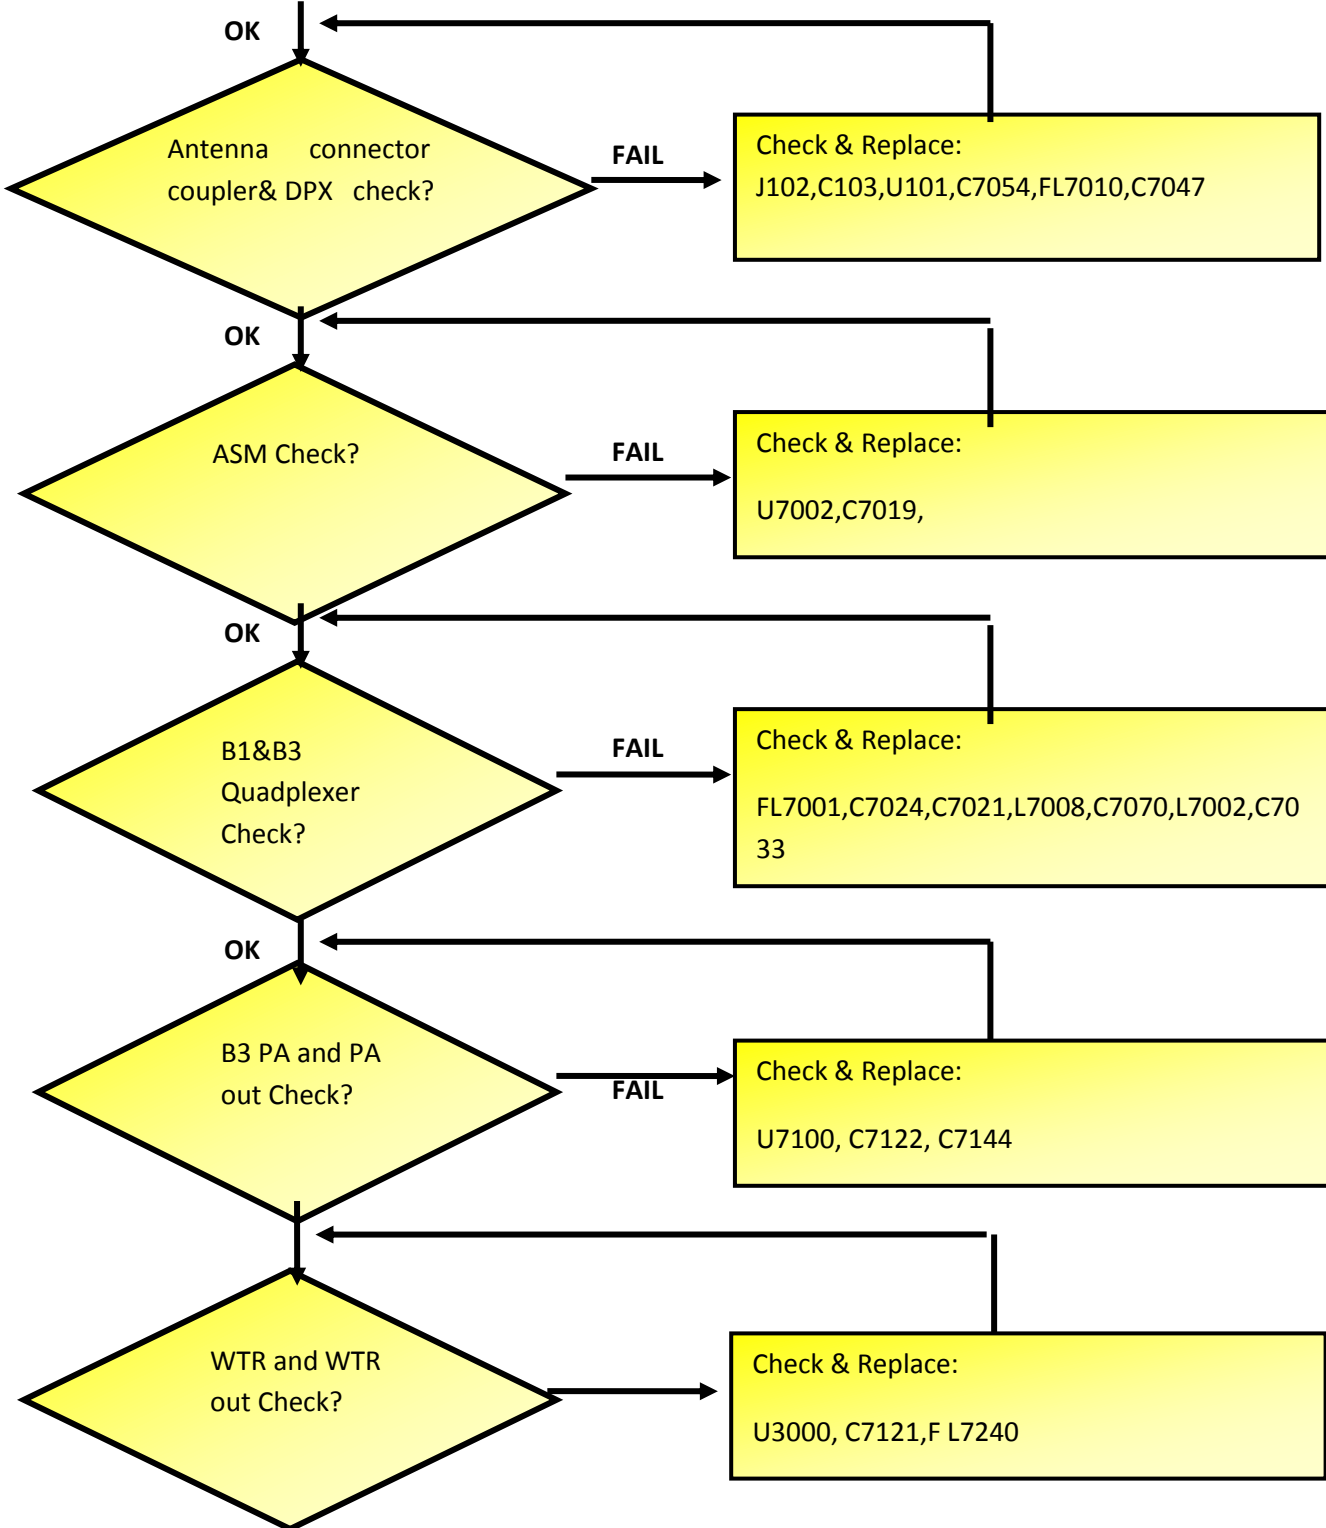 OK
Antenna connector
coupler& DPX check?
FAIL
Check & Replace:
J102,C103,U101,C7054,FL7010,C7047
OK
ASM Check?
FAIL
Check & Replace:
U7002,C7019,
OK
B1&B3
Quadplexer
Check?
FAIL
Check & Replace:
FL7001,C7024,C7021,L7008,C7070,L7002,C70
33
OK
B3 PA and PA
out Check?
FAIL
Check & Replace:
U7100, C7122, C7144
WTR and WTR
out Check?
Check & Replace:
U3000, C7121,F L7240